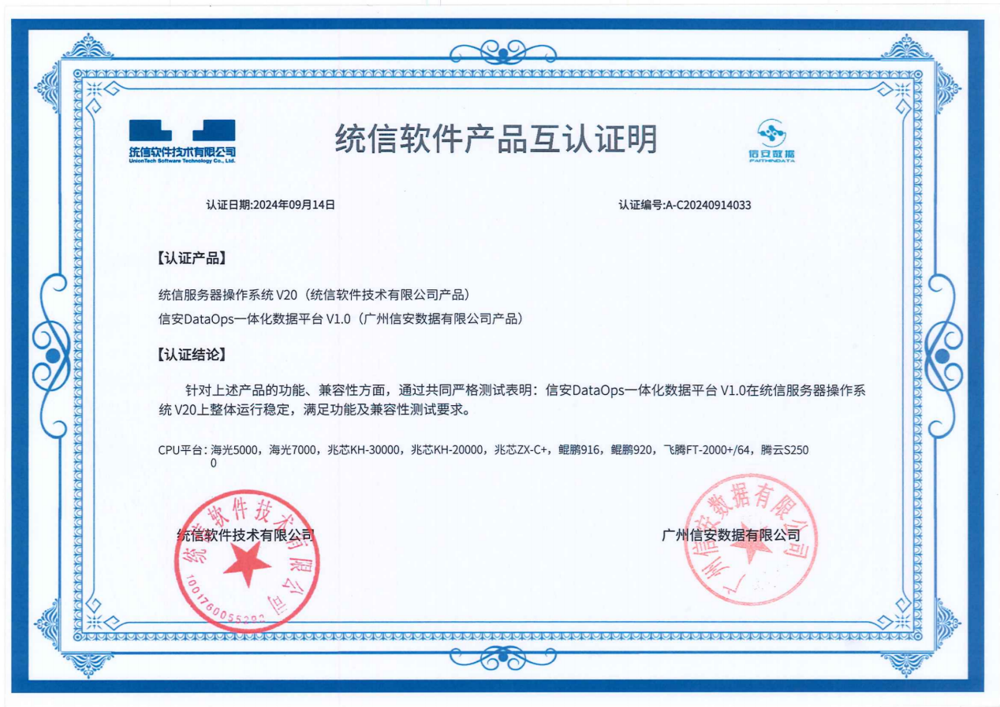 统信软件技术有限公司
UnionTech Software Technology Co., Ltd.
统信软件产品互认证明
信安数据
FAITHINDATA
认证日期:2024年09月14日
认证编号:A-C20240914033
【认证产品】
统信服务器操作系统 V20（统信软件技术有限公司产品）
信安DataOps一体化数据平台 V1.0（广州信安数据有限公司产品）
【认证结论】
针对上述产品的功能、兼容性方面，通过共同严格测试表明：信安DataOps一体化数据平台 V1.0在统信服务器操作系
统 V20上整体运行稳定，满足功能及兼容性测试要求。
CPU平台：海光5000，海光7000，兆芯KH-30000，兆芯KH-20000，兆芯ZX-C+，鲲鹏916，鲲鹏920，飞腾FT-2000+/64，腾云S250
0
统信软件技术有限公司
广州信安数据有限公司
统信软件技术有限公司
广州信安数据有限公司